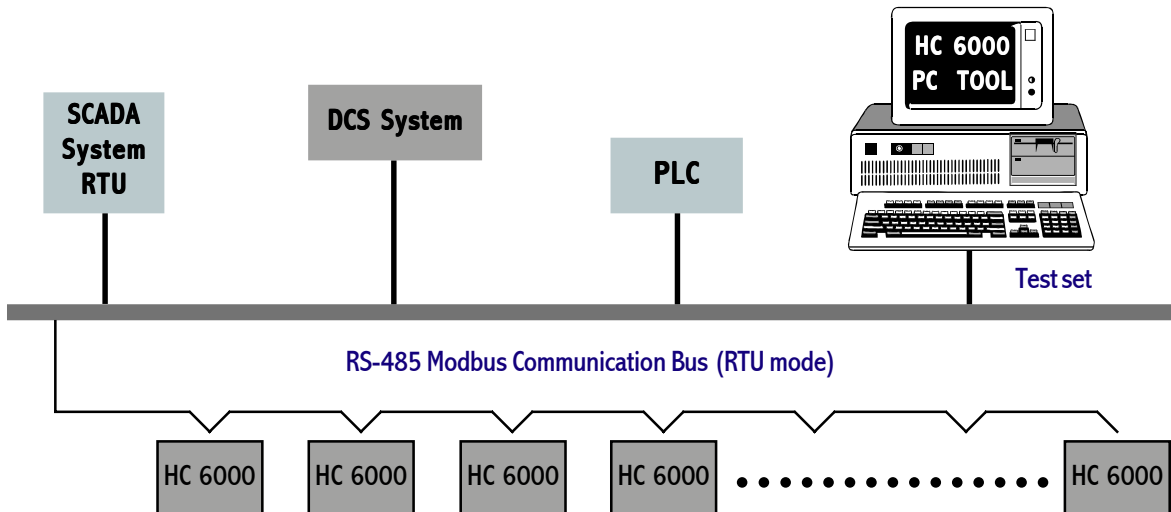 HC 6000
PC TOOL
SCADA
System
RTU
DCS System
PLC
Test set
RS-485 Modbus Communication Bus (RTU mode)
HC 6000
HC 6000
HC 6000
HC 6000
HC 6000